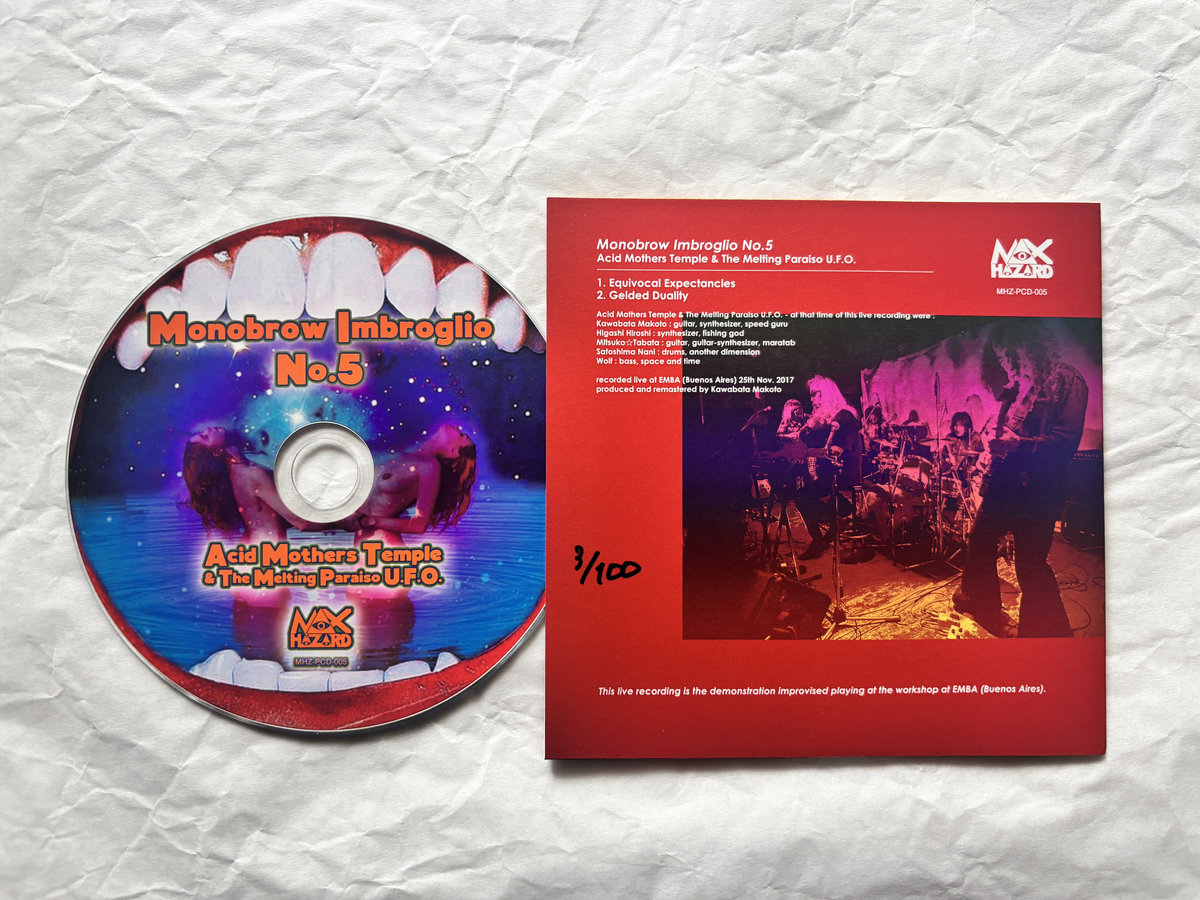 Monobrow Imbroglio
No.5
Acid Mothers Temple
& The Melting Paraiso U.F.O.
MAX
HAZARD
MHZ-PCD-005
Monobrow Imbroglio No.5
Acid Mothers Temple & The Melting Paraiso U.F.O.
MAX
HAZARD
MHZ-PCD-005
1. Equivocal Expectancies
2. Gelded Duality
Acid Mothers Temple & The Melting Paraiso U.F.O. - at that time of this live recording were :
Kawabata Makoto : guitar, synthesizer, speed guru
Higashi Hiroshi : synthesizer, fishing god
Mitsuko☆Tabata : guitar, guitar-synthesizer, maratab
Satoshima Nani : drums, another dimension
Wolf : bass, space and time
recorded live at EMBA (Buenos Aires) 25th Nov. 2017
produced and remastered by Kawabata Makoto
3/100
This live recording is the demonstration improvised playing at the workshop at EMBA (Buenos Aires).